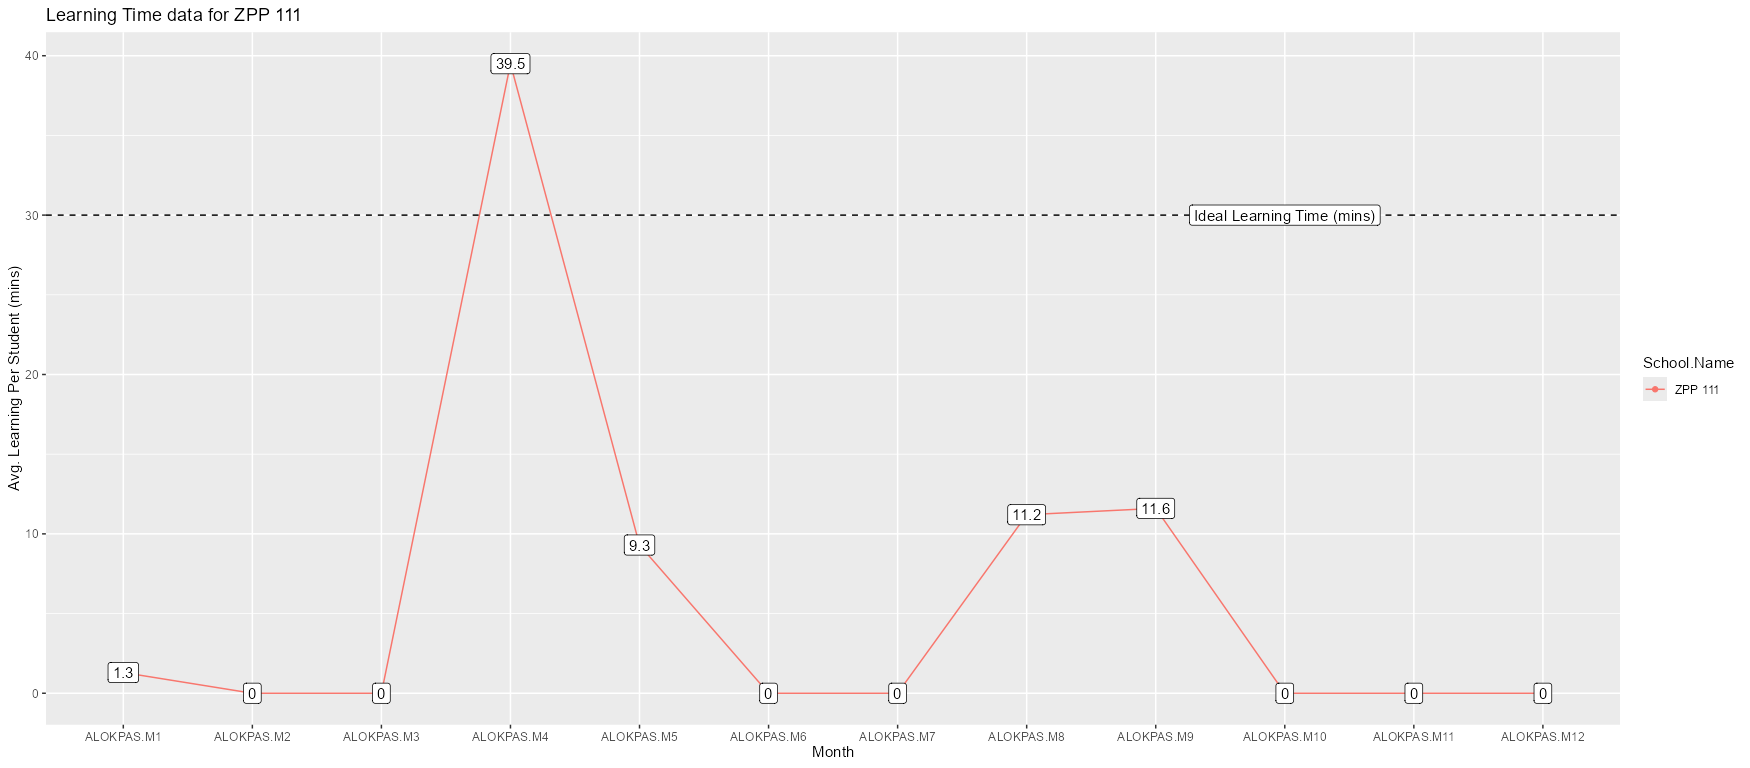 Learning Time data for ZPP 111
40
30
20
10
0
Avg. Learning Per Student (mins)
39.5
Ideal Learning Time (mins)
11.2
11.6
9.3
1.3
0
0
0
0
0
0
0
ALOKPAS.M1
ALOKPAS.M2
ALOKPAS.M3
ALOKPAS.M4
ALOKPAS.M5
ALOKPAS.M6
ALOKPAS.M7
ALOKPAS.M8
ALOKPAS.M9
ALOKPAS.M10
ALOKPAS.M11
ALOKPAS.M12
Month
School.Name
ZPP 111